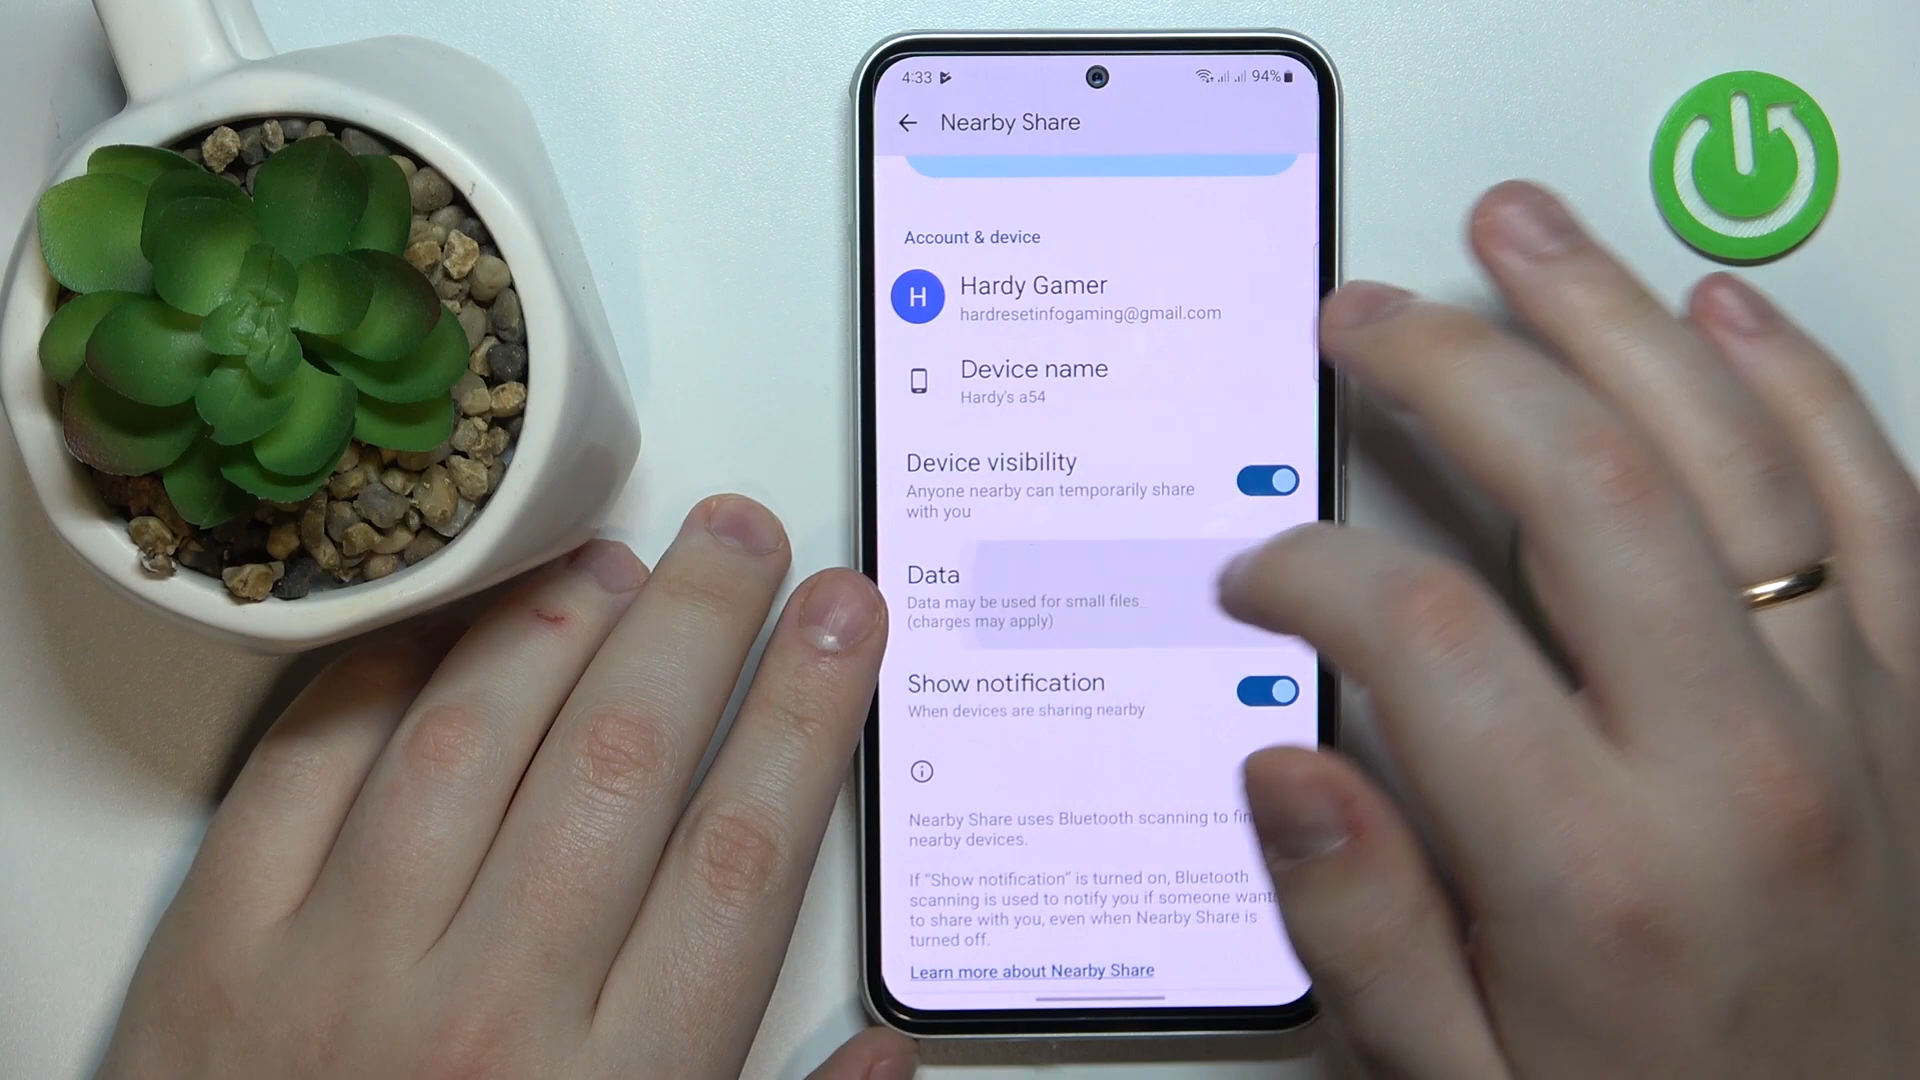 4:33
94%
Nearby Share
Account & device
H
Hardy Gamer
hardresetinfogaming@gmail.com
Device name
Hardy's a54
Device visibility
Anyone nearby can temporarily share
with you
Data
Data may be used for small files
(charges may apply)
Show notification
When devices are sharing nearby
Nearby Share uses Bluetooth scanning to
nearby devices.
If "Show notification" is turned on, Bluetooth
scanning is used to notify you if someone
to share with you, even when Nearby Share is
turned off.
Learn more about Nearby Share